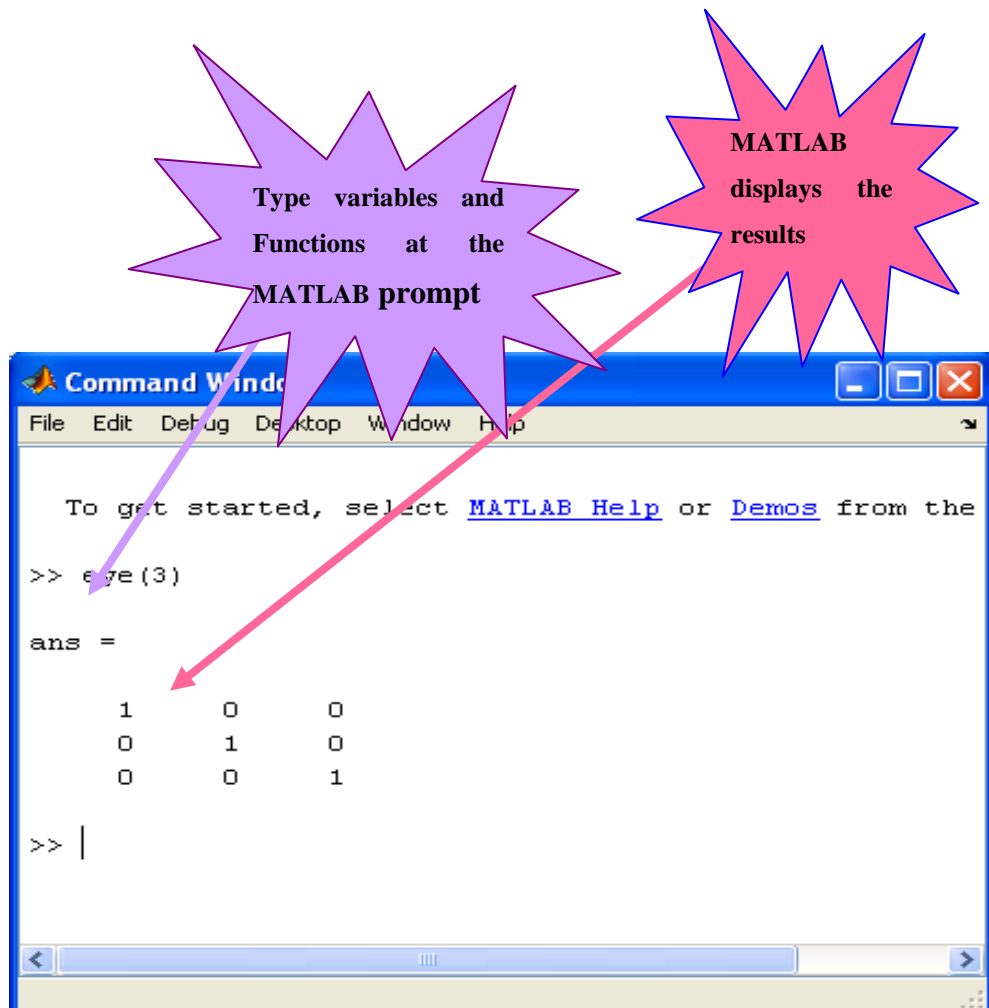 Type variables and
Functions at the
MATLAB prompt
MATLAB
displays the
results
Command Windo
File Edit Debug Desktop Window Help
To get started, select MATLAB Help or Demos from the
>> eye(3)
ans =
1 0 0
0 1 0
0 0 1
>>